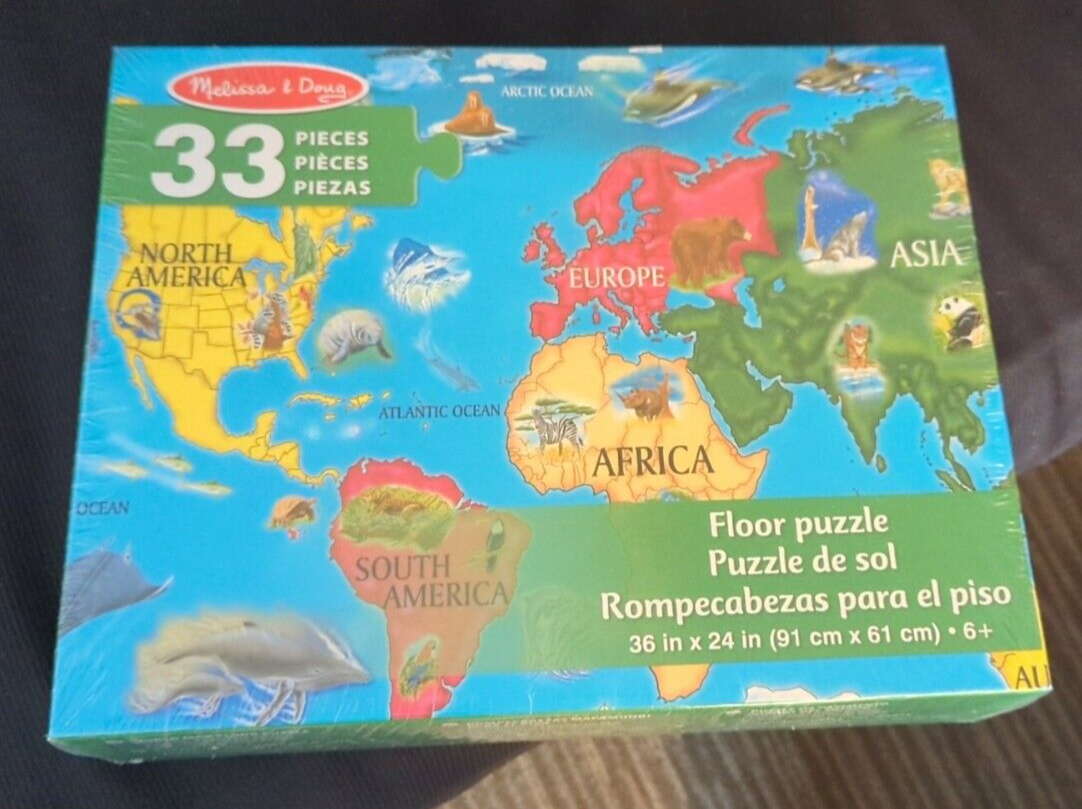 Melissa & Doug
33
PIECES
PIÈCES
PIEZAS
ARCTIC OCEAN
NORTH
AMERICA
EUROPE
ASIA
ATLANTIC OCEAN
AFRICA
OCEAN
SOUTH
AMERICA
Floor puzzle
Puzzle de sol
Rompecabezas para el piso
36 in x 24 in (91 cm x 61 cm) • 6+
AU